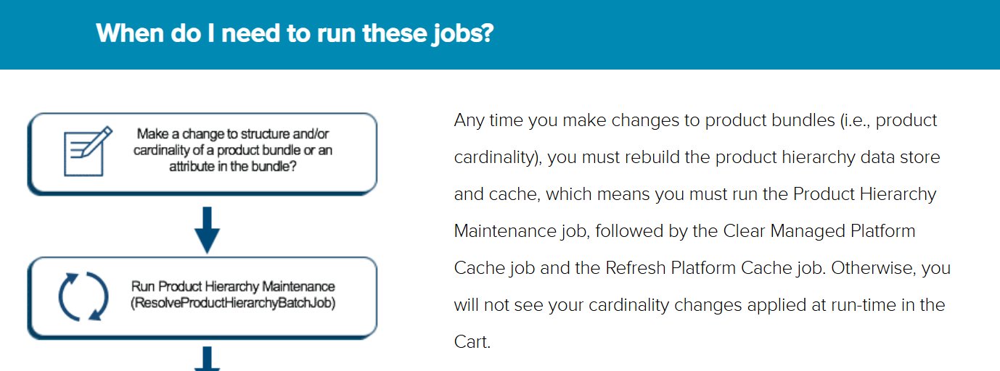 When do I need to run these jobs?
Make a change to structure and/or
cardinality of a product bundle or an
attribute in the bundle?
Run Product Hierarchy Maintenance
(ResolveProductHierarchyBatchJob)
Any time you make changes to product bundles (i.e., product
cardinality), you must rebuild the product hierarchy data store
and cache, which means you must run the Product Hierarchy
Maintenance job, followed by the Clear Managed Platform
Cache job and the Refresh Platform Cache job. Otherwise, you
will not see your cardinality changes applied at run-time in the
Cart.